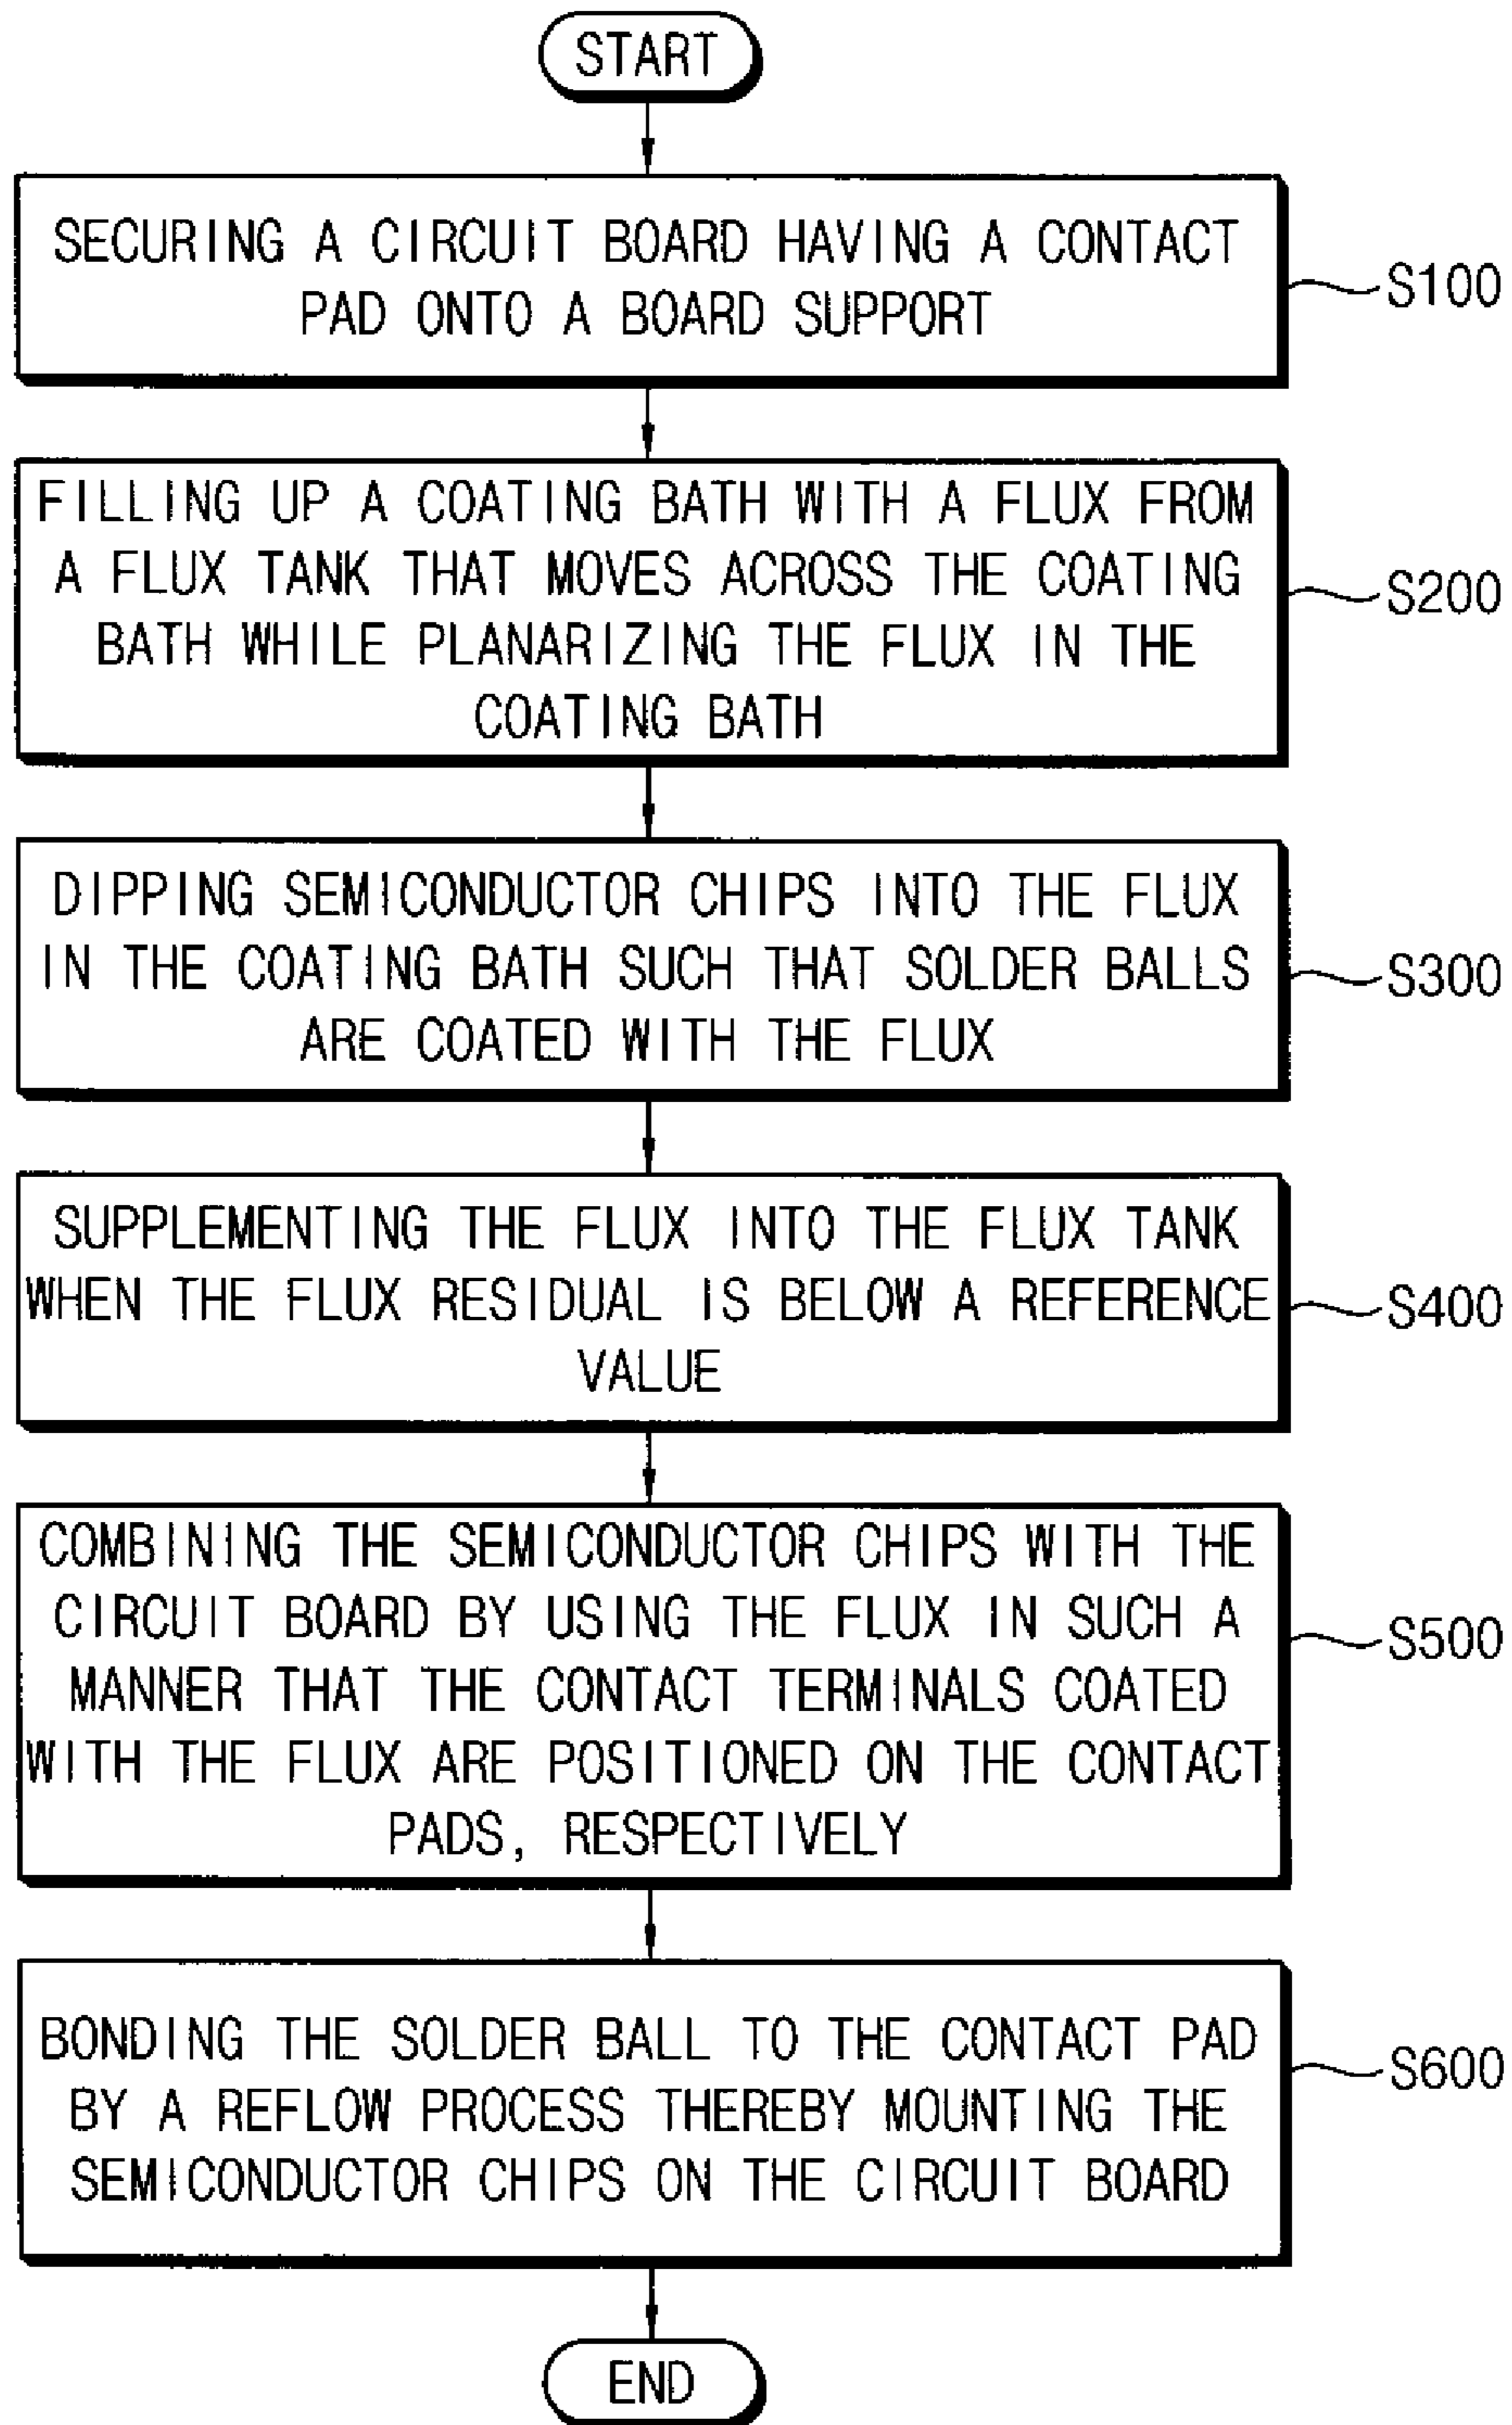 START
SECURING A CIRCUIT BOARD HAVING A CONTACT
PAD ONTO A BOARD SUPPORT
S100
FILLING UP A COATING BATH WITH A FLUX FROM
A FLUX TANK THAT MOVES ACROSS THE COATING
BATH WHILE PLANARIZING THE FLUX IN THE
COATING BATH
S200
DIPPING SEMICONDUCTOR CHIPS INTO THE FLUX
IN THE COATING BATH SUCH THAT SOLDER BALLS
ARE COATED WITH THE FLUX
S300
SUPPLEMENTING THE FLUX INTO THE FLUX TANK
WHEN THE FLUX RESIDUAL IS BELOW A REFERENCE
VALUE
S400
COMBINING THE SEMICONDUCTOR CHIPS WITH THE
CIRCUIT BOARD BY USING THE FLUX IN SUCH A
MANNER THAT THE CONTACT TERMINALS COATED
WITH THE FLUX ARE POSITIONED ON THE CONTACT
PADS, RESPECTIVELY
S500
BONDING THE SOLDER BALL TO THE CONTACT PAD
BY A REFLOW PROCESS THEREBY MOUNTING THE
SEMICONDUCTOR CHIPS ON THE CIRCUIT BOARD
S600
END